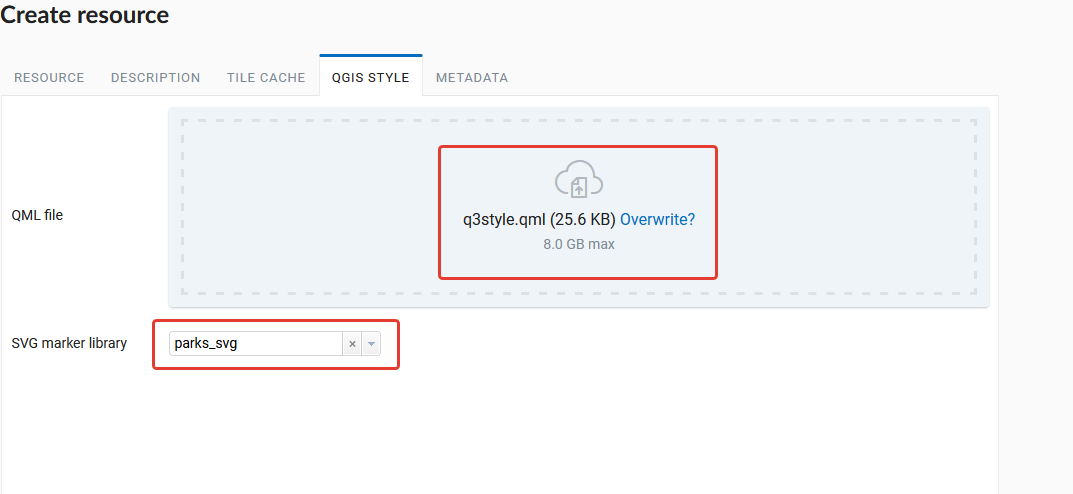 Create resource
RESOURCE DESCRIPTION TILE CACHE QGIS STYLE METADATA
QML file
q3style.qml (25.6 KB) Overwrite?
8.0 GB max
SVG marker library
parks_svg